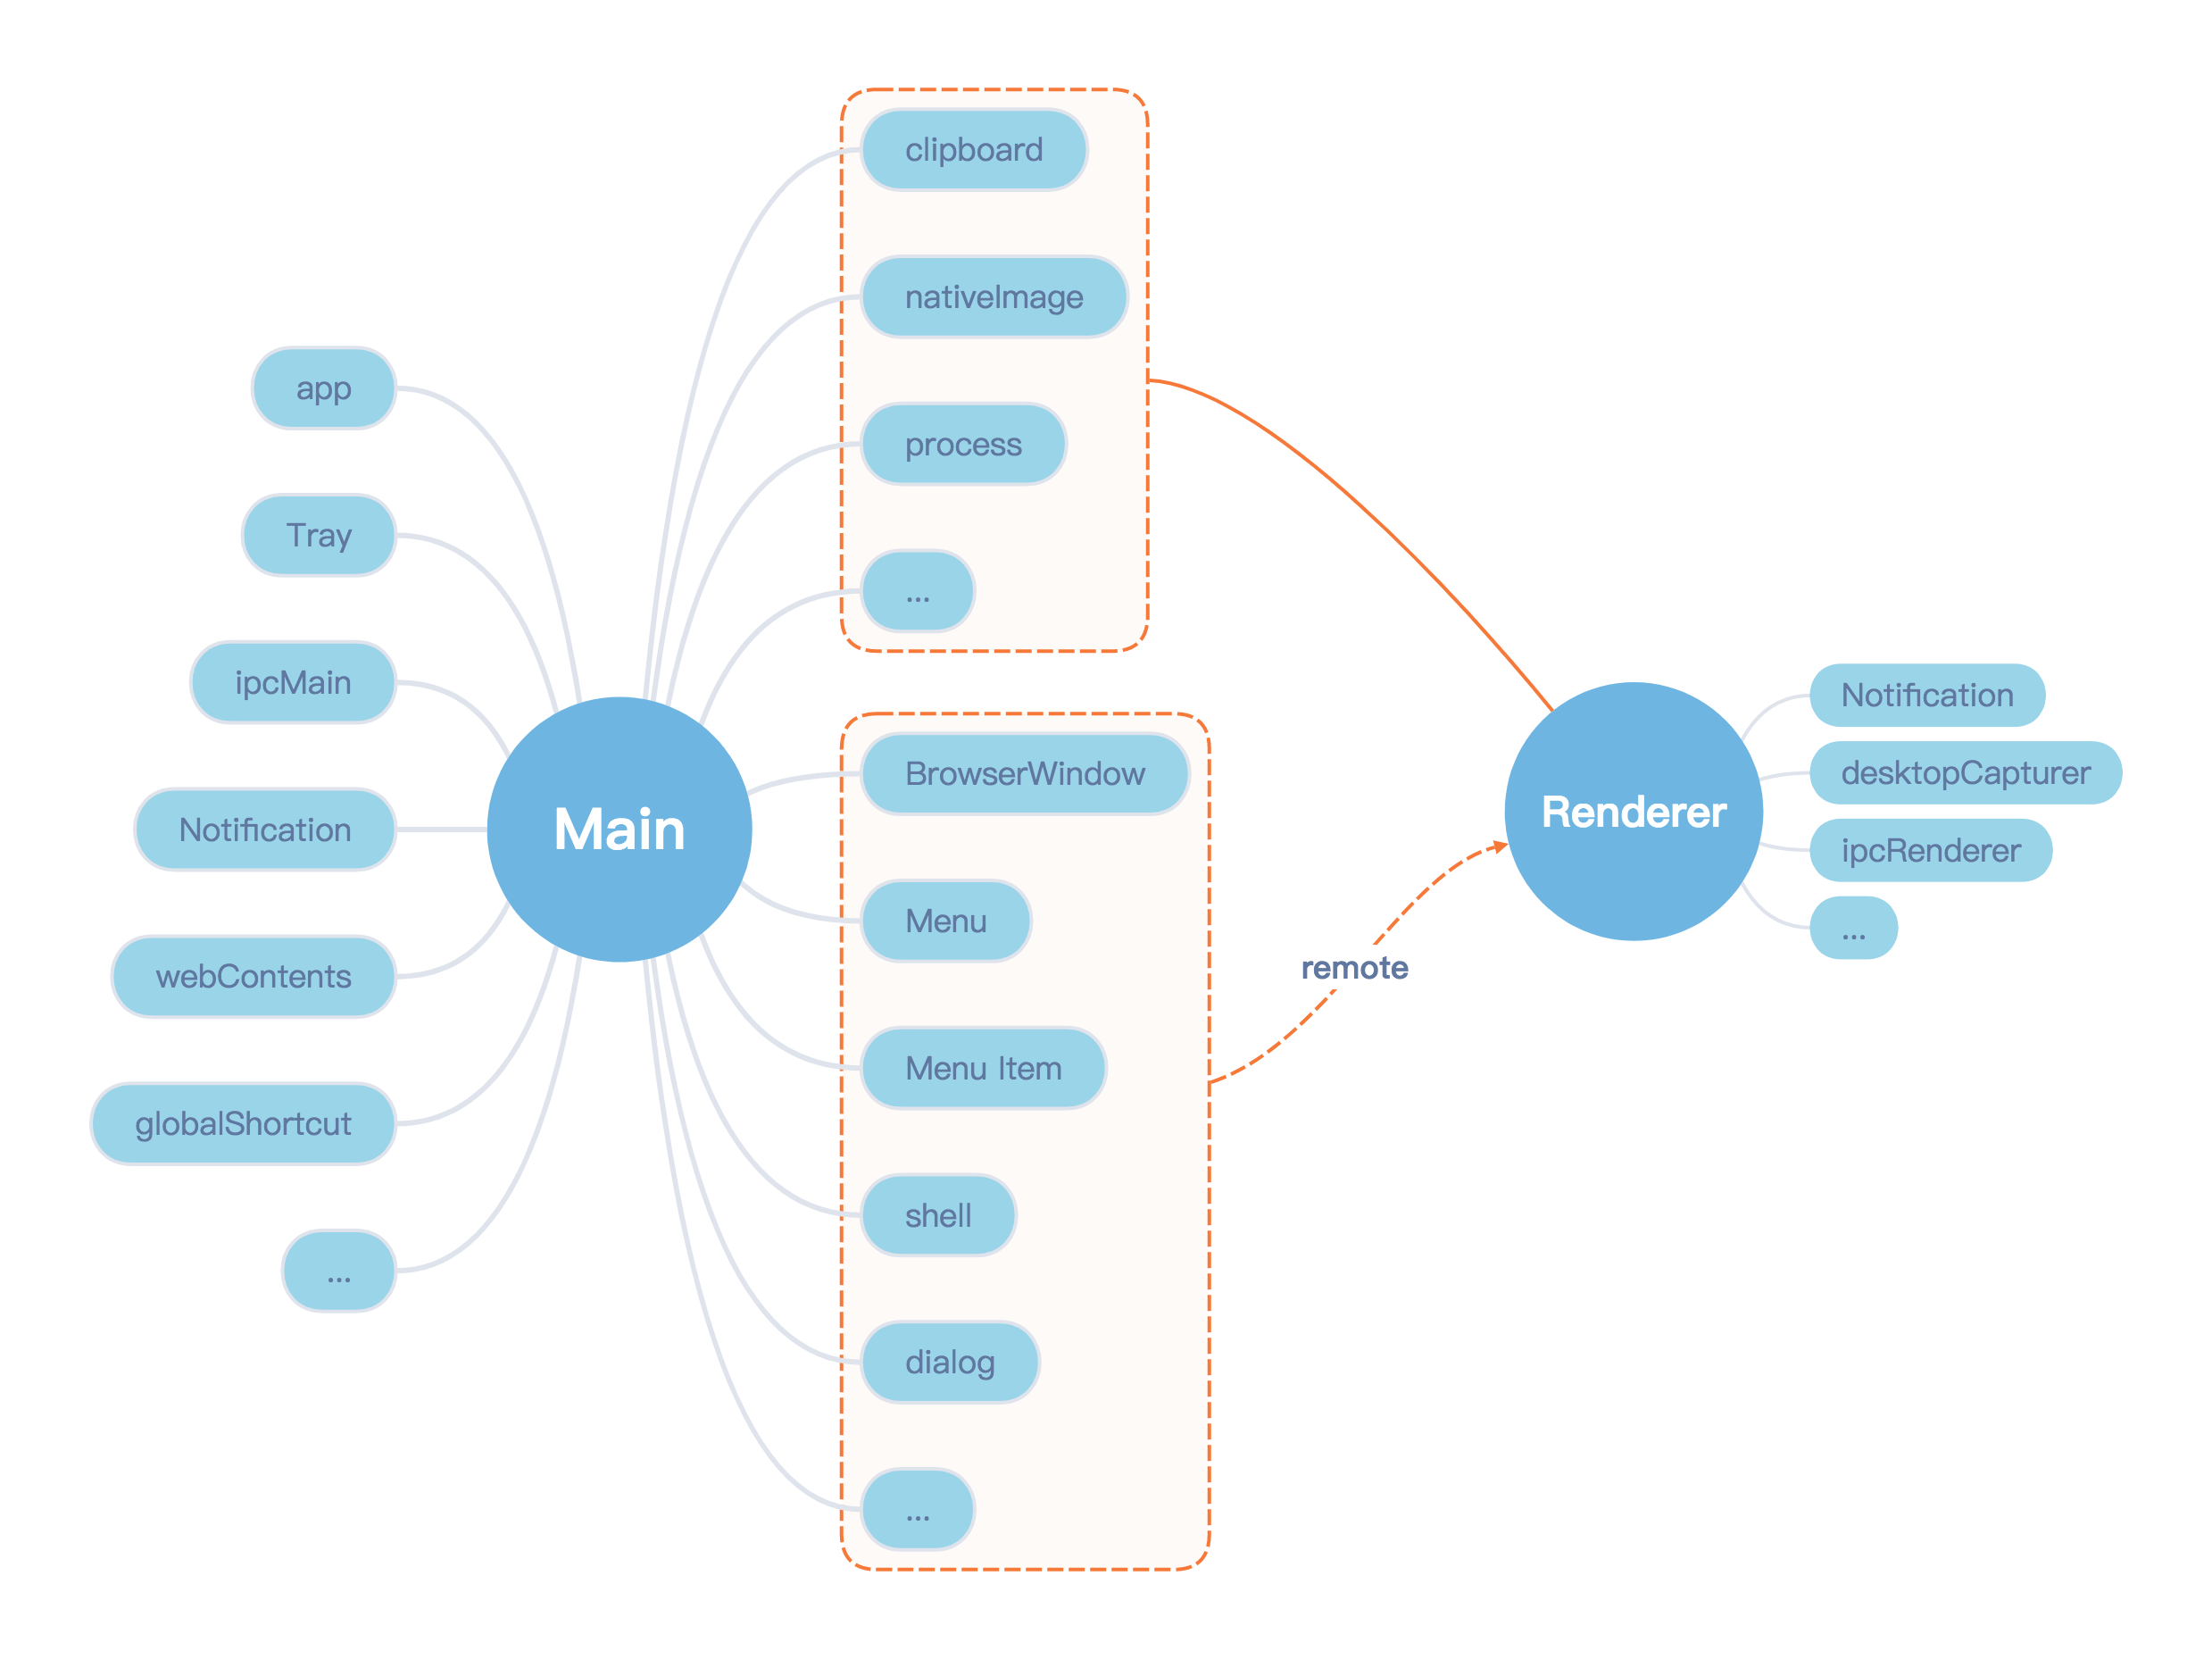 app
Tray
ipcMain
Notification
webContents
globalShortcut
...
Main
clipboard
nativeImage
process
...
BrowserWindow
Menu
Menu Item
shell
dialog
...
remote
Renderer
Notification
desktopCapturer
ipcRenderer
...